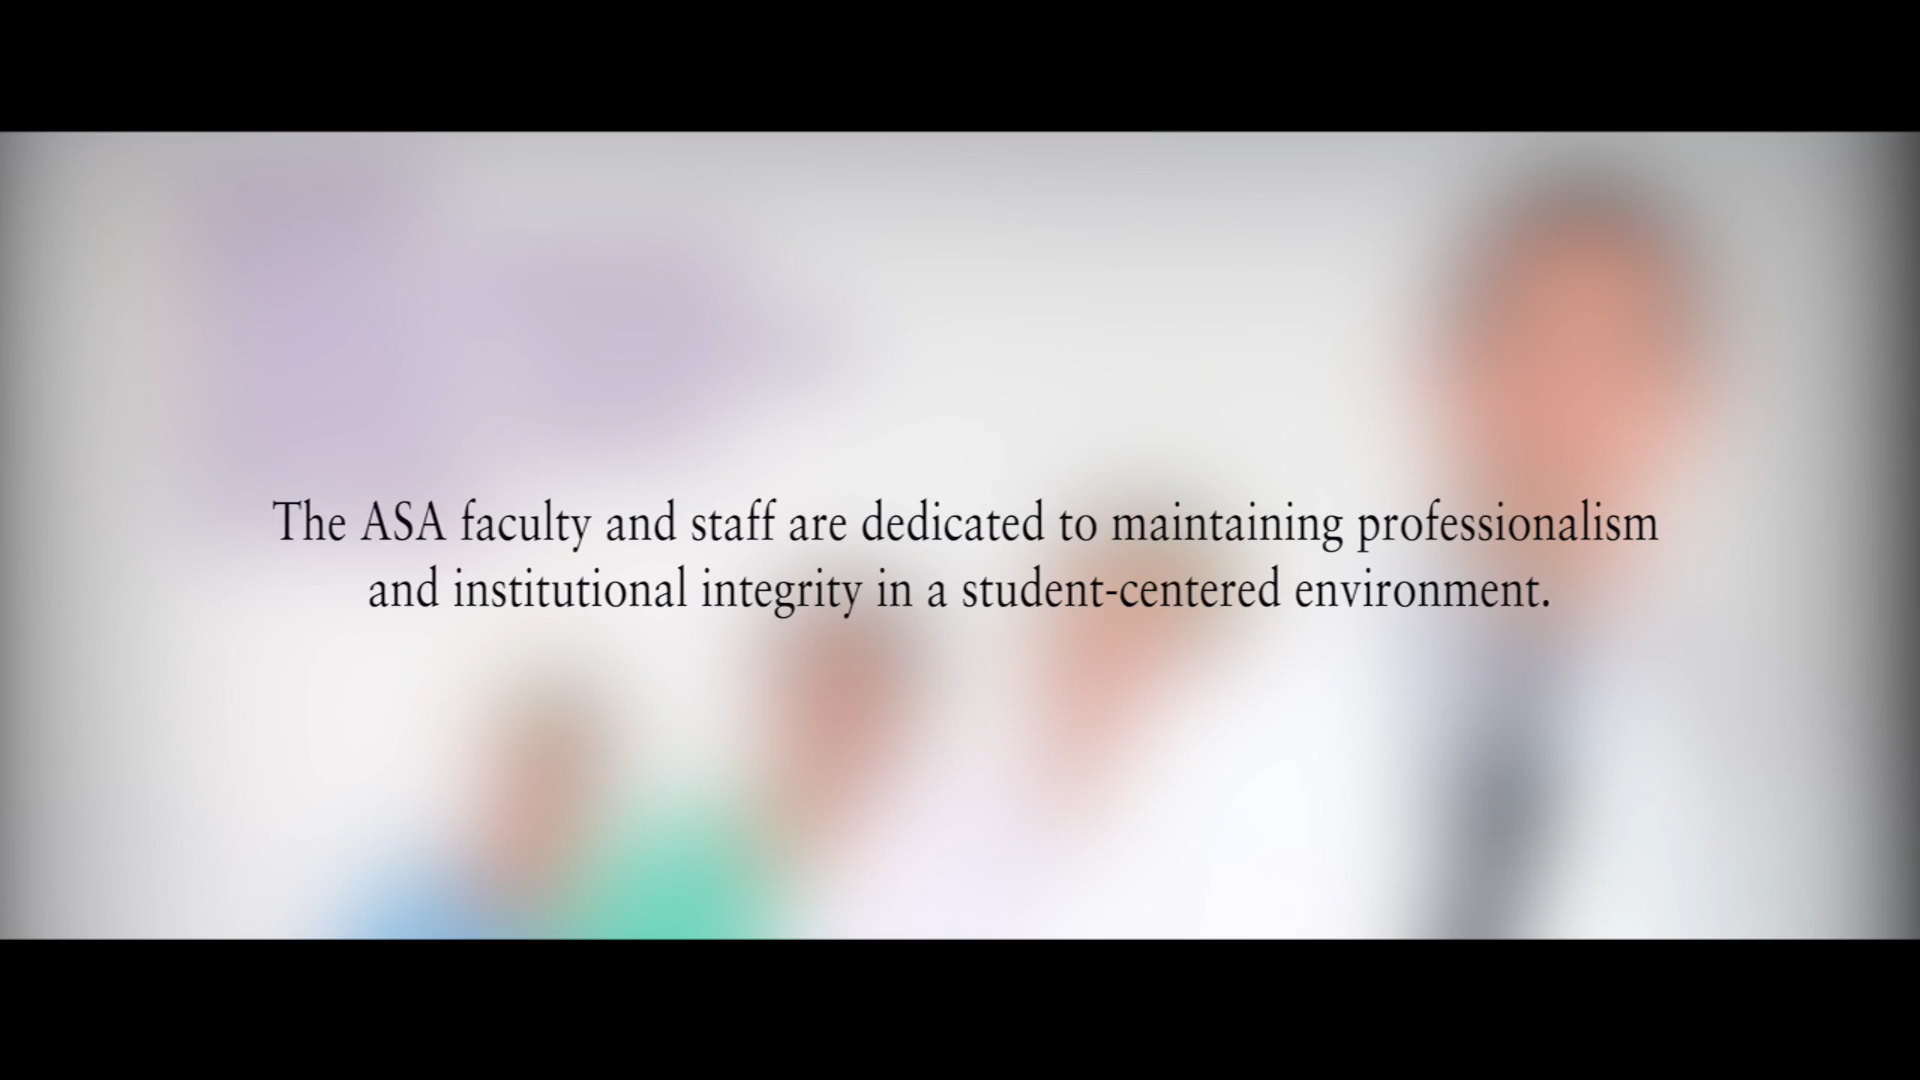 The ASA faculty and staff are dedicated to maintaining professionalism
and institutional integrity in a student-centered environment.